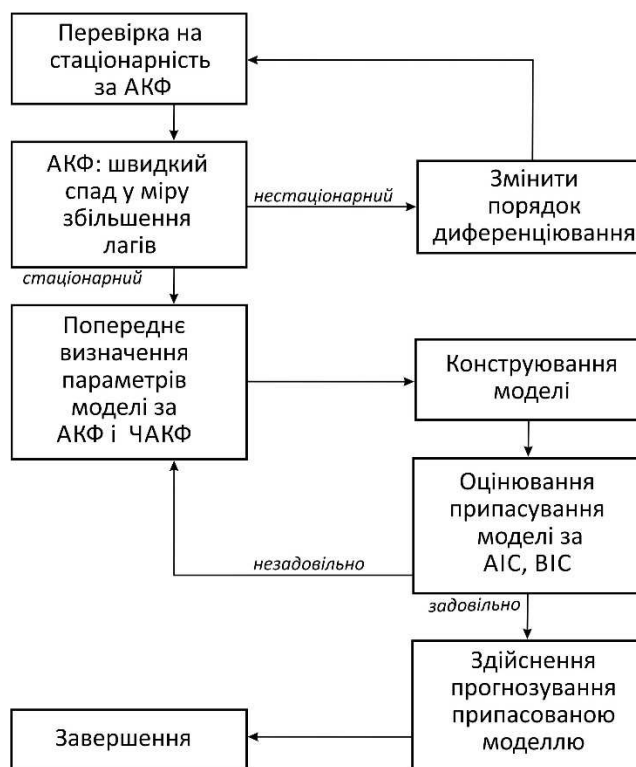 Перевірка на
стаціонарність
за АКФ
АКФ: швидкий
спад у міру
збільшення
лагів
нестаціонарний
Змінити
порядок
диференціювання
стаціонарний
Попереднє
визначення
параметрів
моделі за
АКФ і ЧАКФ
Конструювання
моделі
Оцінювання
припасування
моделі за
AIC, BIC
незадовільно
задовільно
Здійснення
прогнозування
припасованою
моделлю
Завершення